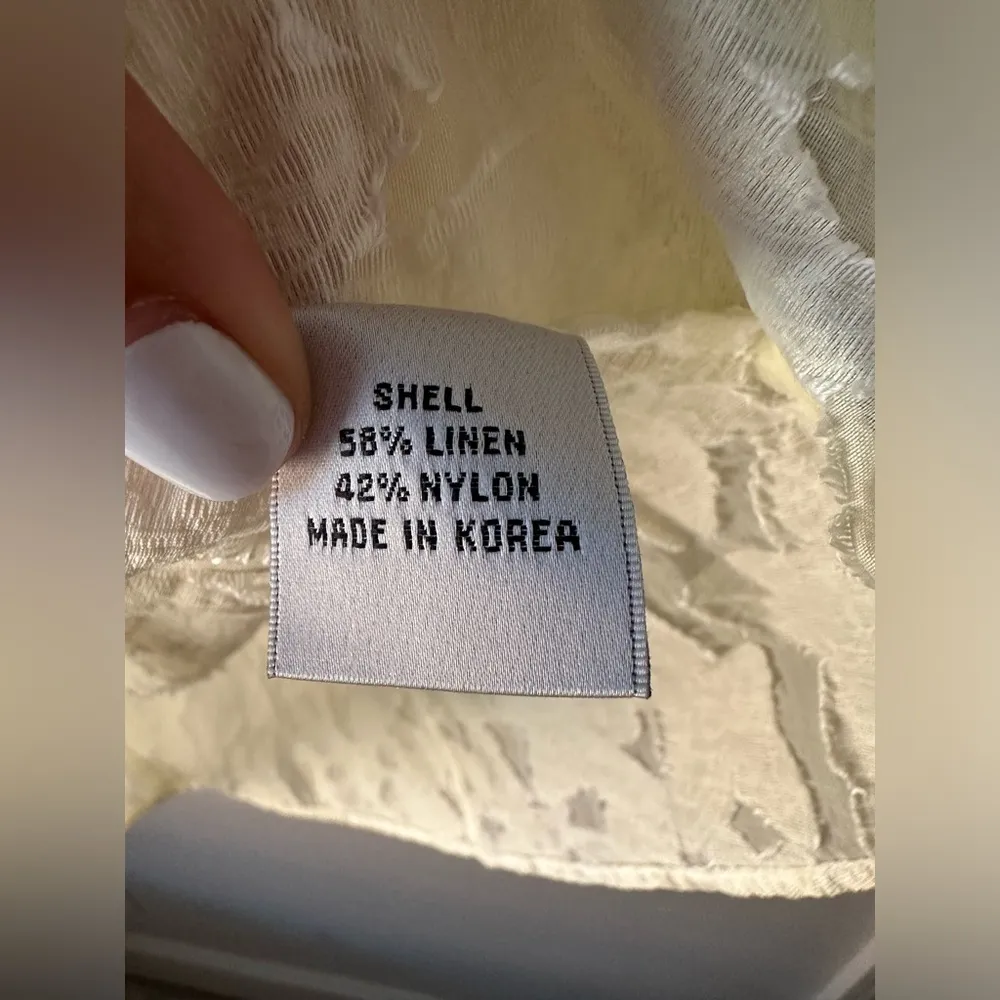 SHELL
58% LINEN
42% NYLON
MADE IN KOREA